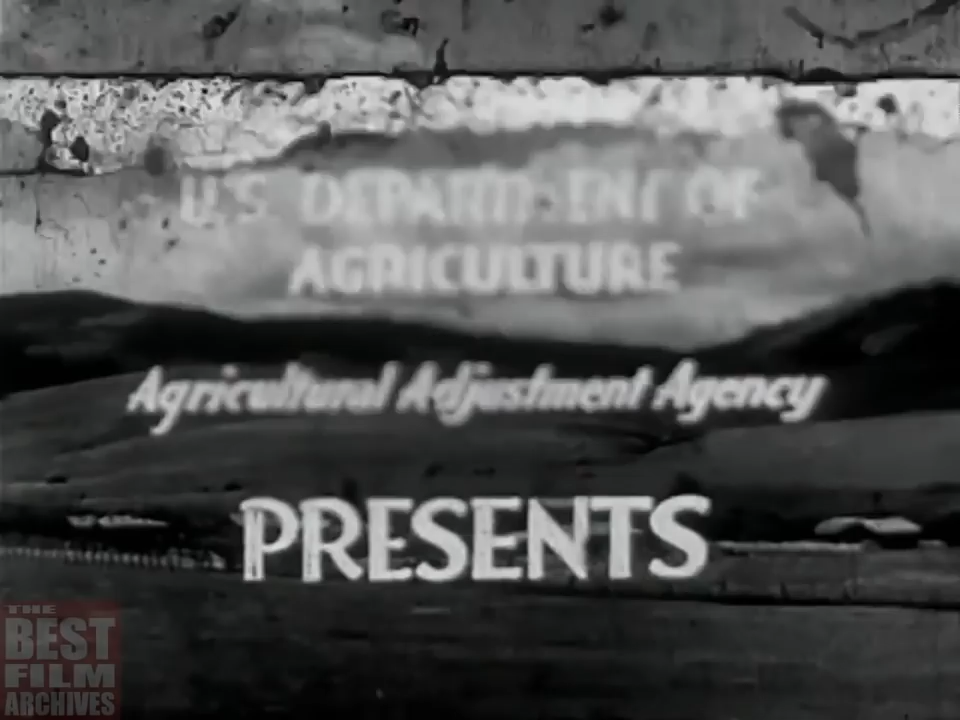 U.S. DEPARTMENT OF
AGRICULTURE
Agricultural Adjustment Agency
PRESENTS
THE
BEST
FILM
ARCHIVES